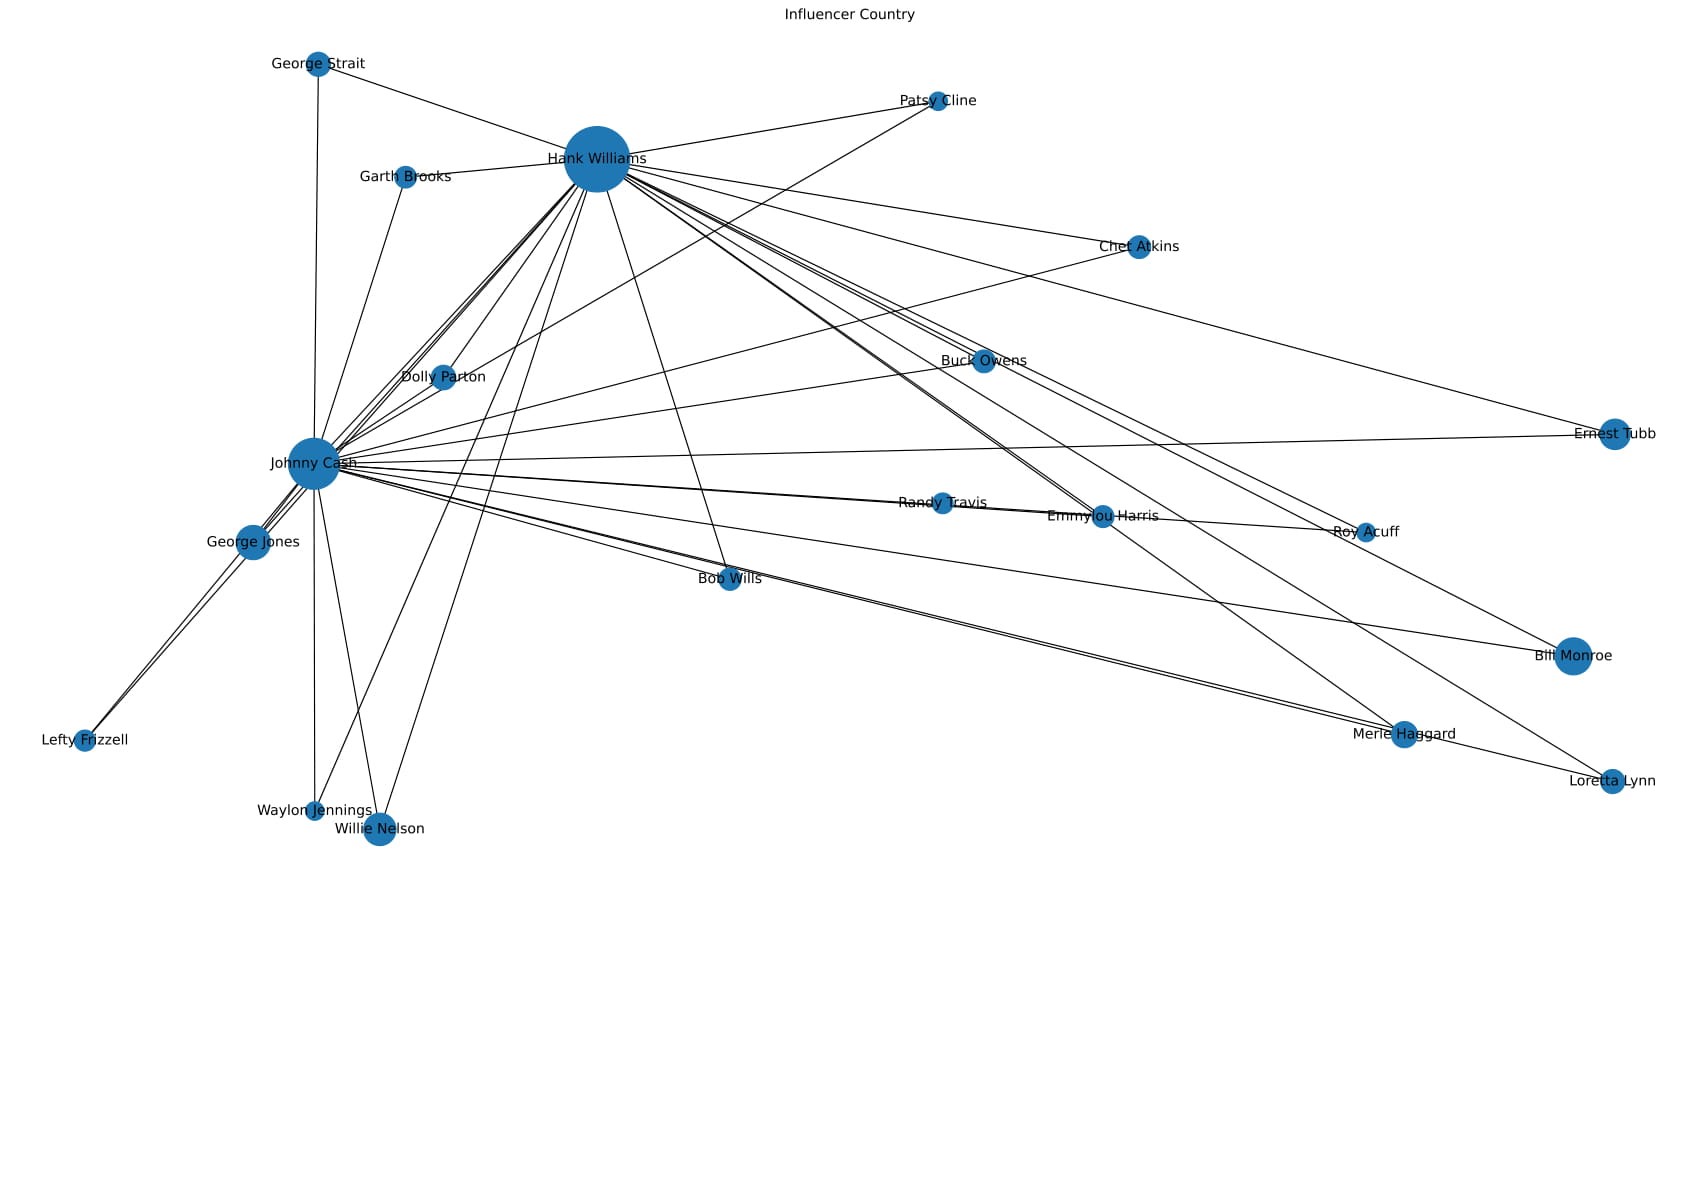 Influencer Country
George Strait
Patsy Cline
Hank Williams
Garth Brooks
Chet Atkins
Buck Owens
Dolly Parton
Ernest Tubb
Johnny Cash
Randy Travis
Emmylou Harris
Roy Acuff
George Jones
Bob Wills
Bill Monroe
Merle Haggard
Lefty Frizzell
Loretta Lynn
Waylon Jennings
Willie Nelson